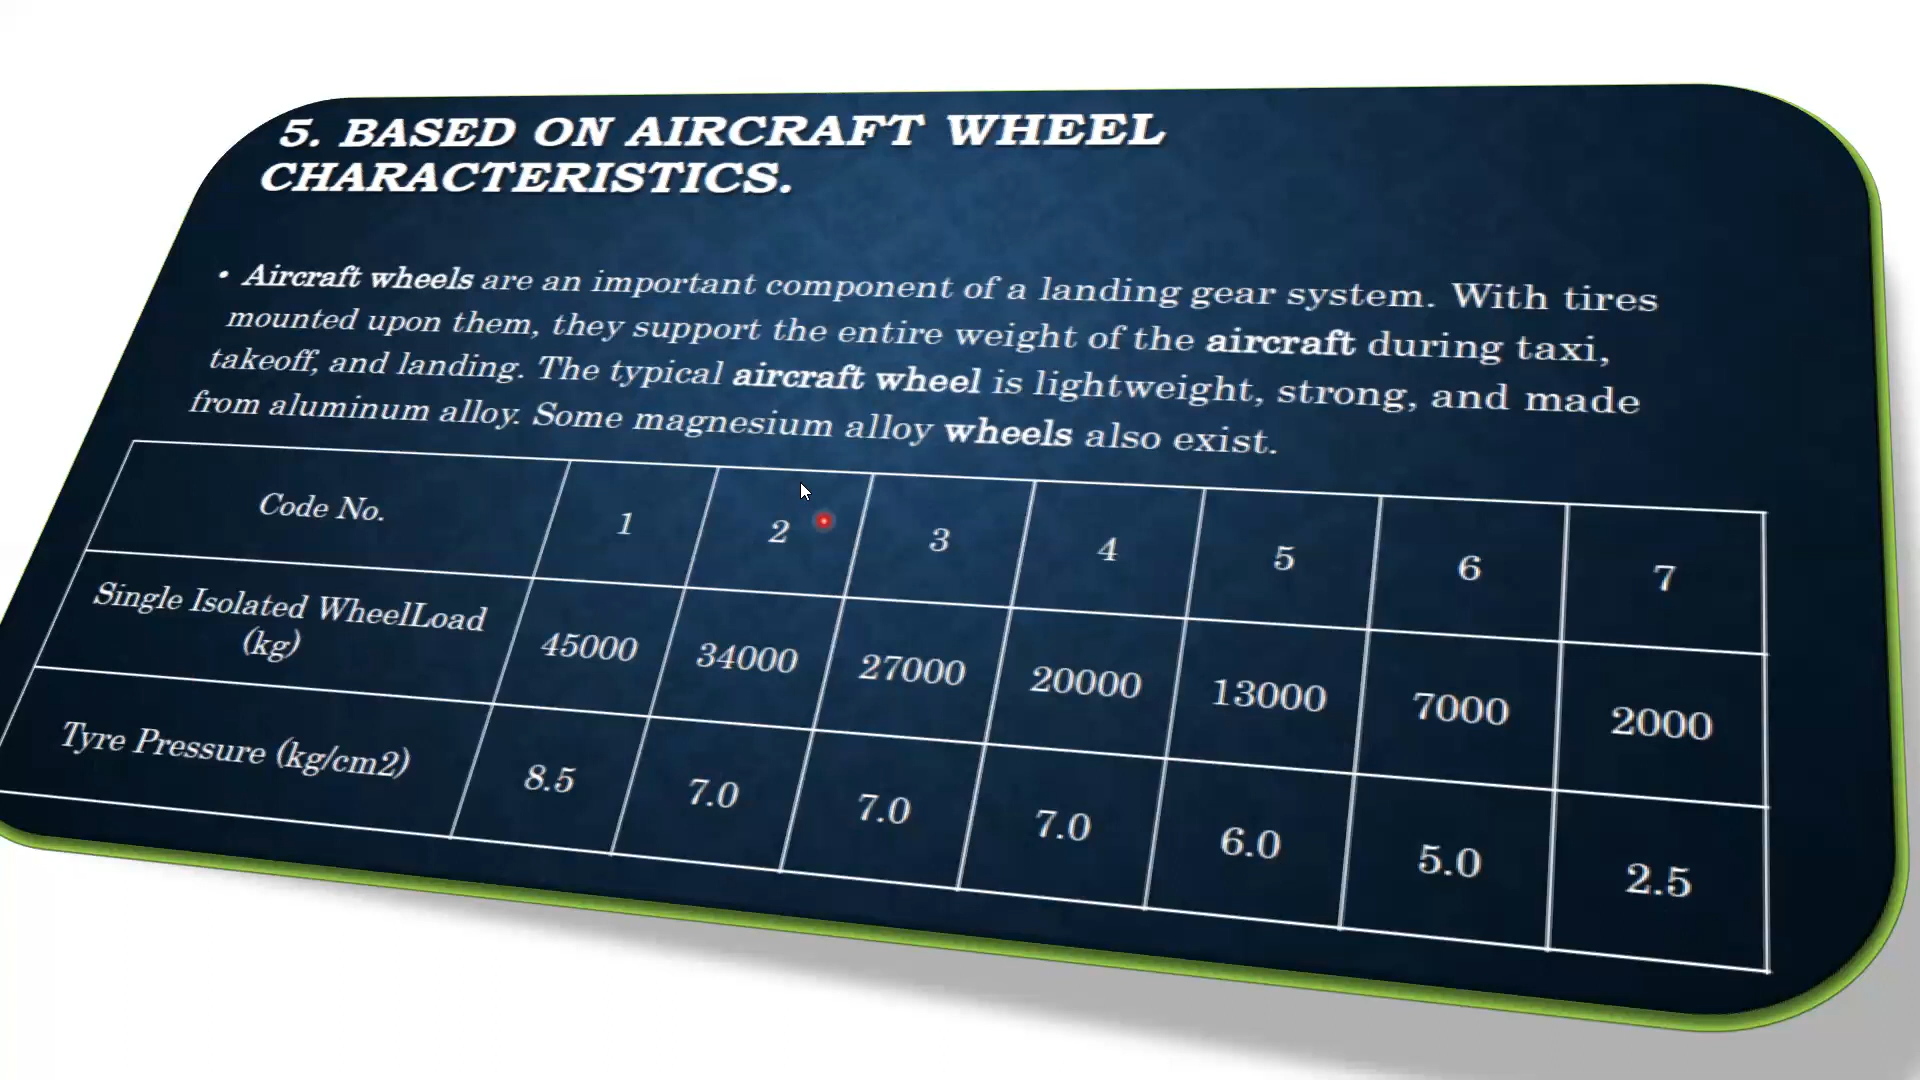 5. BASED ON AIRCRAFT WHEEL
CHARACTERISTICS.
• Aircraft wheels are an important component of a landing gear system. With tires
mounted upon them, they support the entire weight of the aircraft during taxi,
takeoff, and landing. The typical aircraft wheel is lightweight, strong, and made
from aluminum alloy. Some magnesium alloy wheels also exist.
Code No. 1 2 3 4 5 6 7
Single Isolated WheelLoad
(kg) 45000 34000 27000 20000 13000 7000 2000
Tyre Pressure (kg/cm2) 8.5 7.0 7.0 7.0 6.0 5.0 2.5